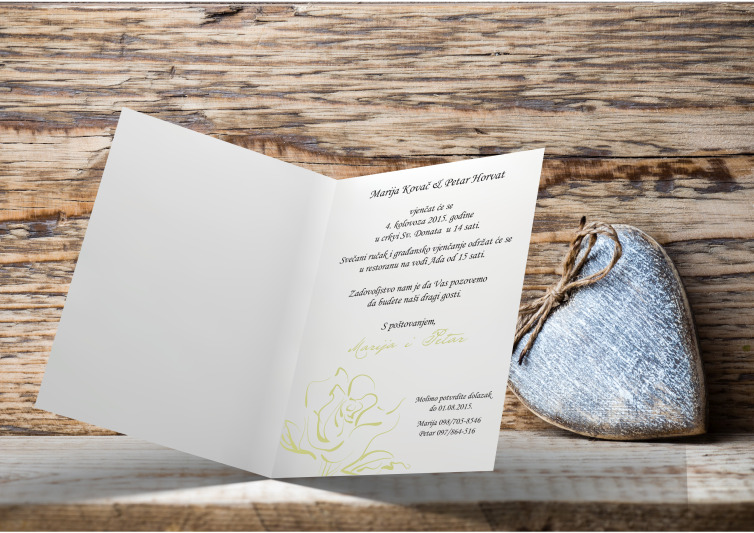 Marija Kovač & Petar Horvat
vjenčat će se
4. kolovoza 2015. godine
u crkvi Sv. Donata u 14 sati.
Svečani ručak i građansko vjenčanje održat će se
u restoranu na vodi Ada od 15 sati.
Zadovoljstvo nam je da Vas pozovemo
da budete naši dragi gosti.
S poštovanjem,
Marija i Petar
Molimo potvrdite dolazak
do 01.08.2015.
Marija 098/705-8546
Petar 097/864-516